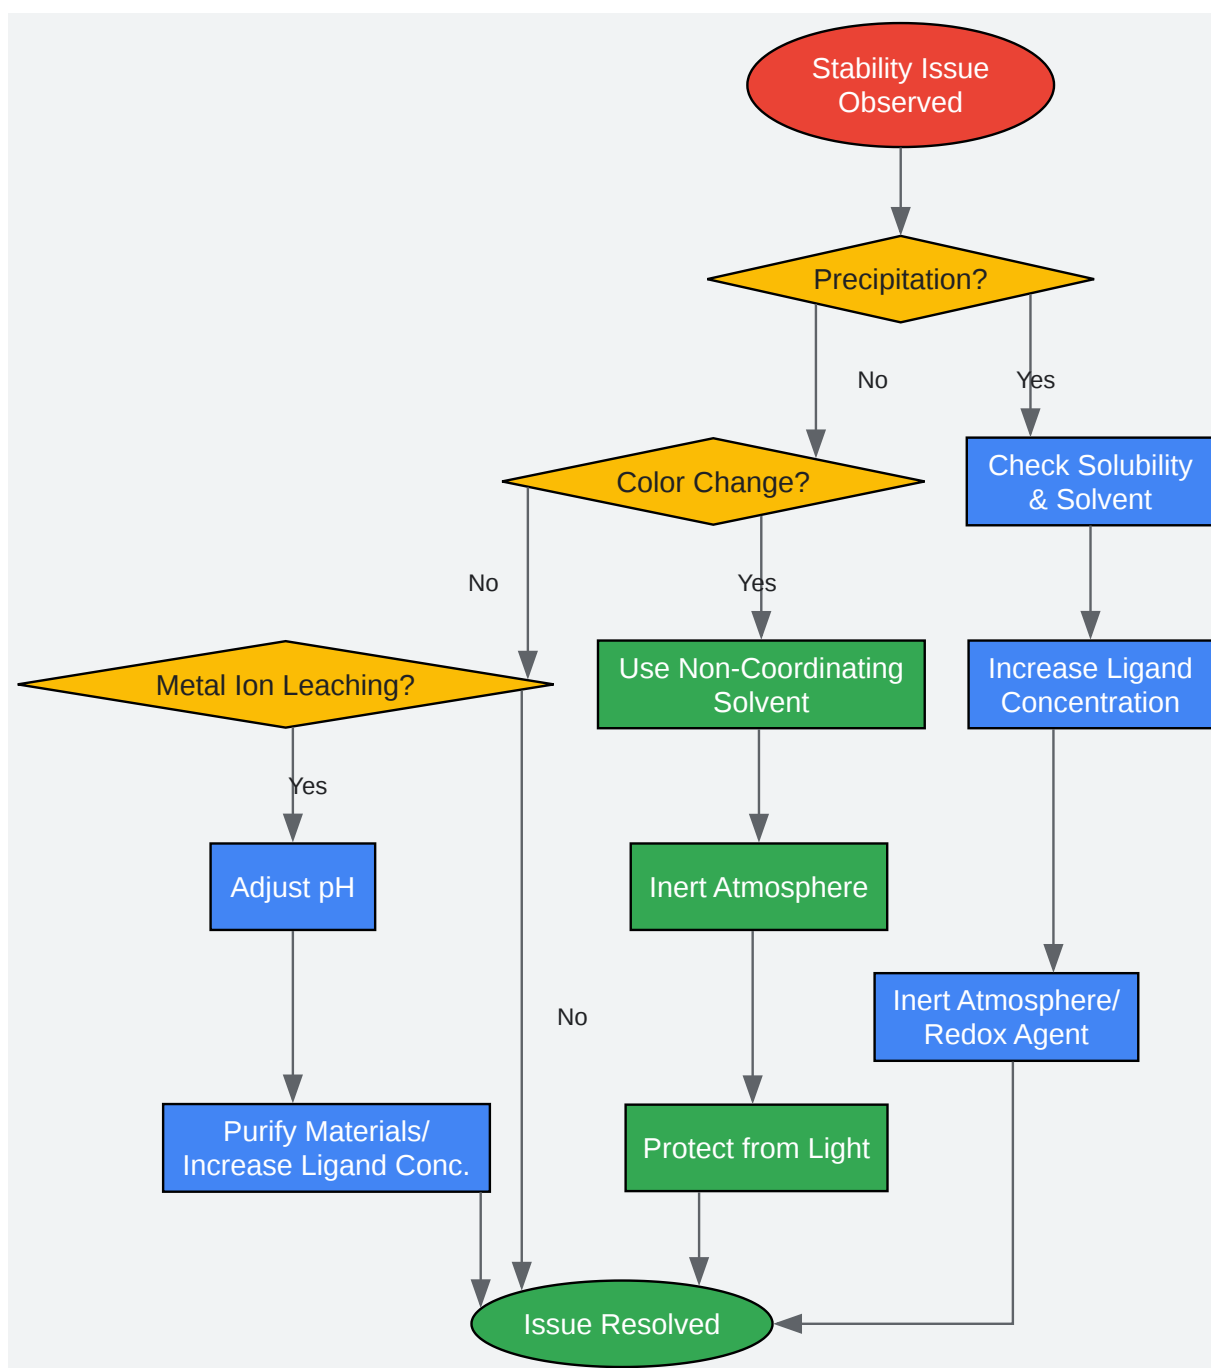 Stability Issue
Observed
Precipitation?
No
Yes
Color Change?
Check Solubility
& Solvent
No
Yes
Metal Ion Leaching?
Use Non-Coordinating
Solvent
Increase Ligand
Concentration
Yes
Adjust pH
Inert Atmosphere
No
Inert Atmosphere/
Redox Agent
Purify Materials/
Increase Ligand Conc.
Protect from Light
Issue Resolved